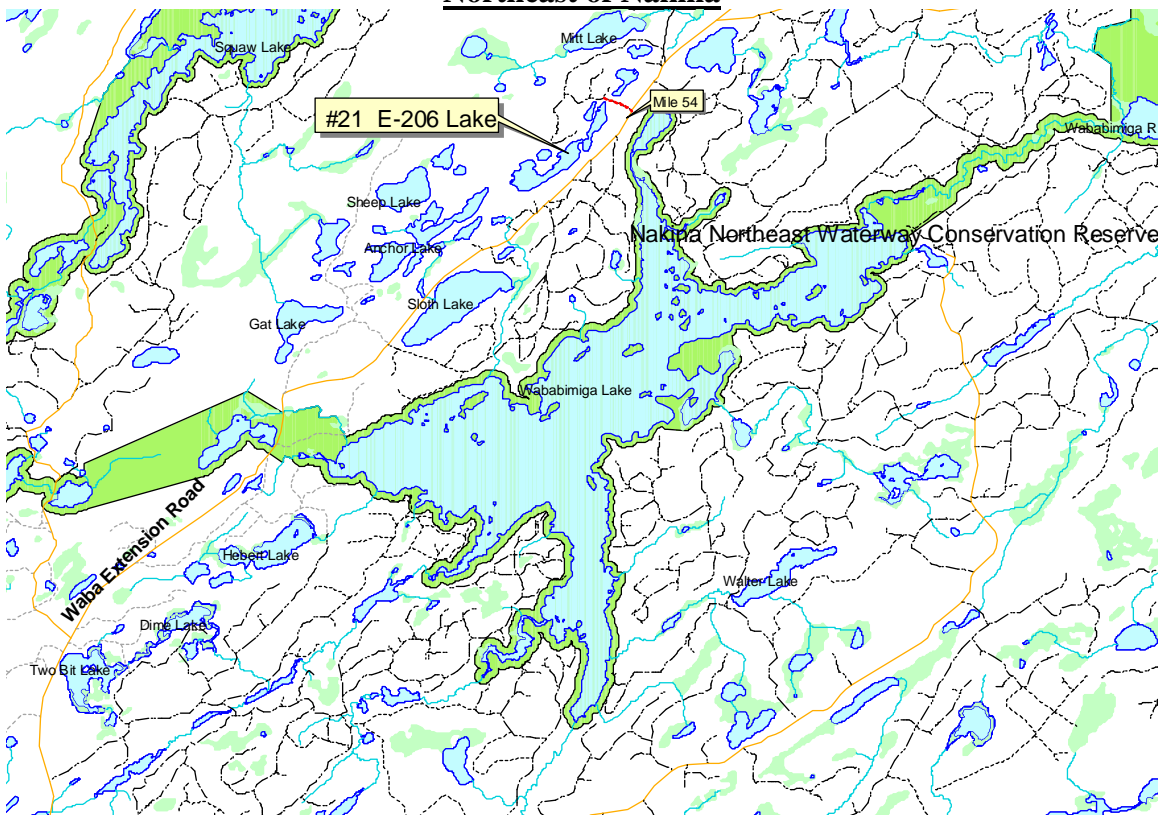 Northeast of Nakina
Squaw Lake
Mitt Lake
Mile 54
#21 E-206 Lake
Wababimiga R
Sheep Lake
Nakina Northeast Waterway Conservation Reserve
Anchor Lake
Sloth Lake
Gat Lake
Wababimiga Lake
Waba Extension Road
Hebert Lake
Walter Lake
Dime Lake
Two Bit Lake